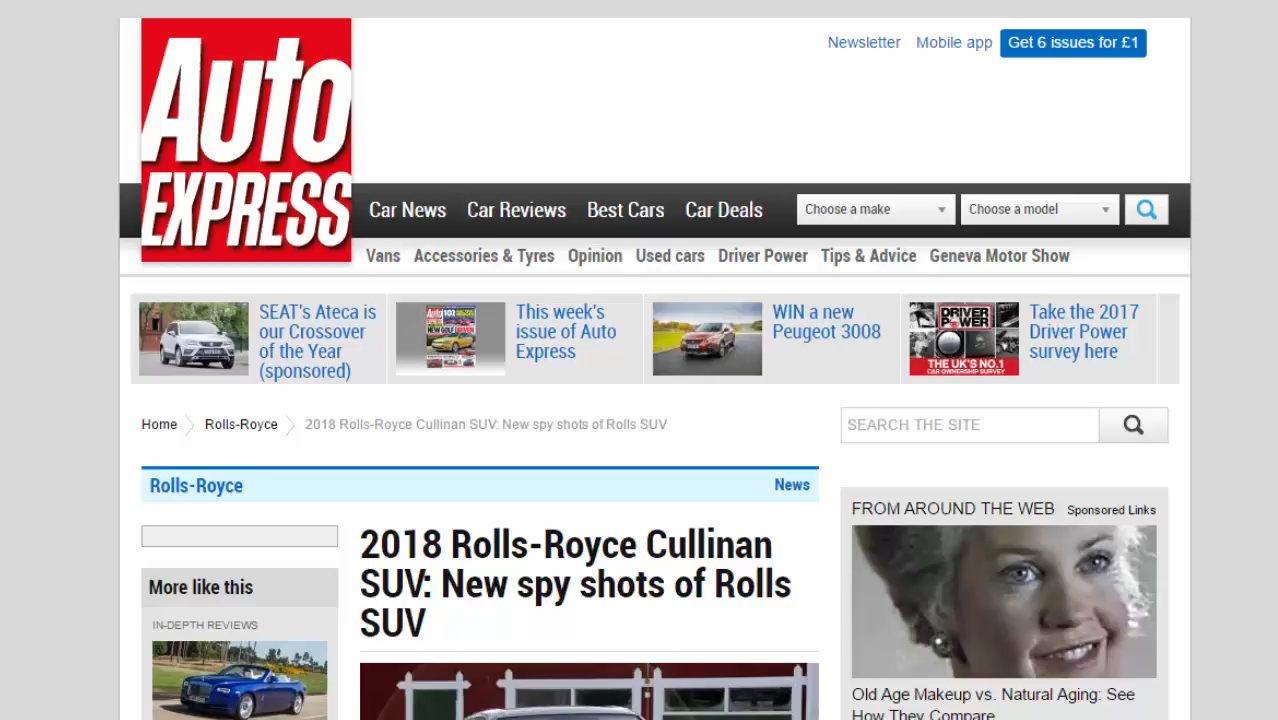 Auto
EXPRESS
Newsletter Mobile app Get 6 issues for £1
Car News Car Reviews Best Cars Car Deals Choose a make Choose a model
Vans Accessories & Tyres Opinion Used cars Driver Power Tips & Advice Geneva Motor Show
SEAT's Ateca is
our Crossover
of the Year
(sponsored)
This week's
issue of Auto
Express
WIN a new
Peugeot 3008
DRIVER
POWER
THE UK'S NO.1
CAR OWNERSHIP SURVEY
Take the 2017
Driver Power
survey here
Home Rolls-Royce 2018 Rolls-Royce Cullinan SUV: New spy shots of Rolls SUV
SEARCH THE SITE
Rolls-Royce News
More like this
IN-DEPTH REVIEWS
2018 Rolls-Royce Cullinan
SUV: New spy shots of Rolls
SUV
FROM AROUND THE WEB Sponsored Links
Old Age Makeup vs. Natural Aging: See
How They Compare